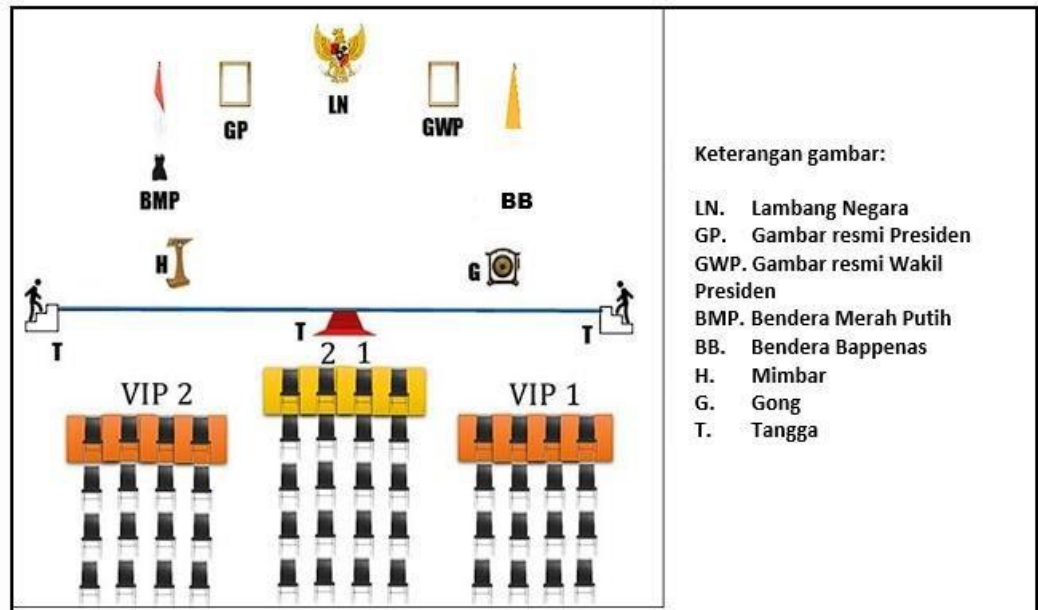 LN
GP
GWP
BMP
BB
H
G
T
T
T
2 1
VIP 2
VIP 1
Keterangan gambar:
LN. Lambang Negara
GP. Gambar resmi Presiden
GWP. Gambar resmi Wakil
Presiden
BMP. Bendera Merah Putih
BB. Bendera Bappenas
H. Mimbar
G. Gong
T. Tangga